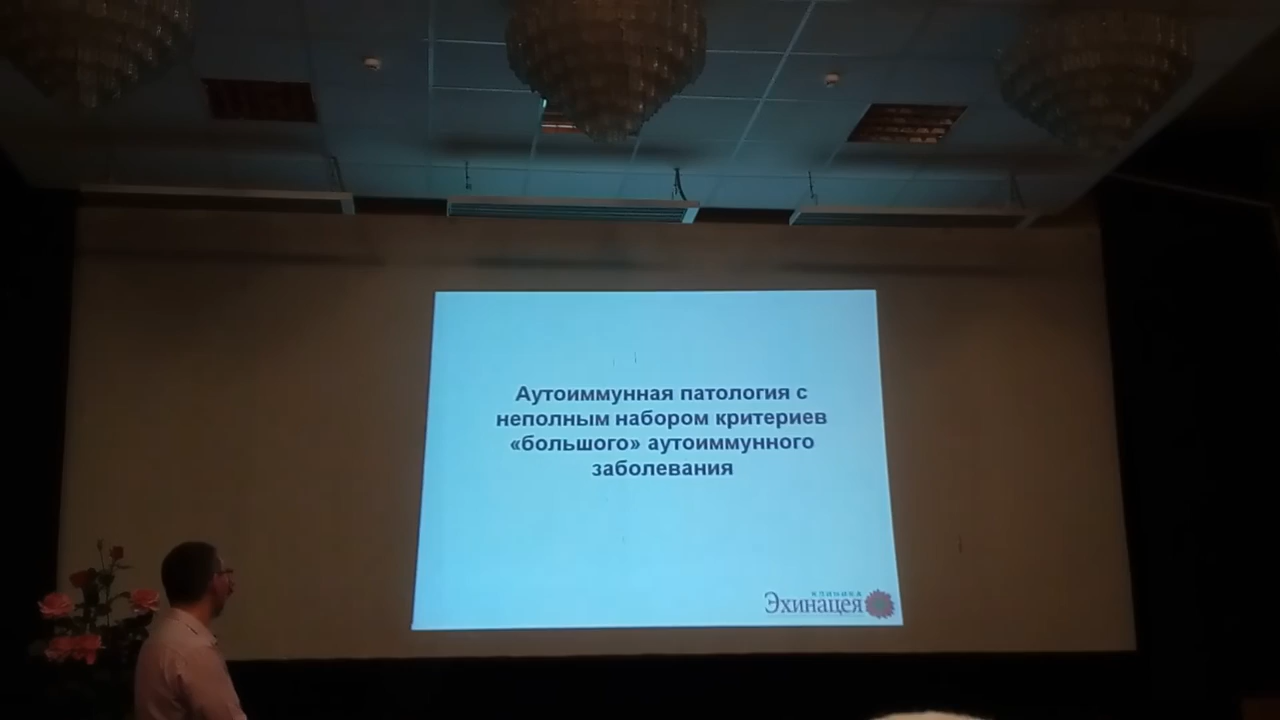 Аутоиммунная патология с
неполным набором критериев
«большого» аутоиммунного
заболевания
КЛИНИКА
Эхинацея